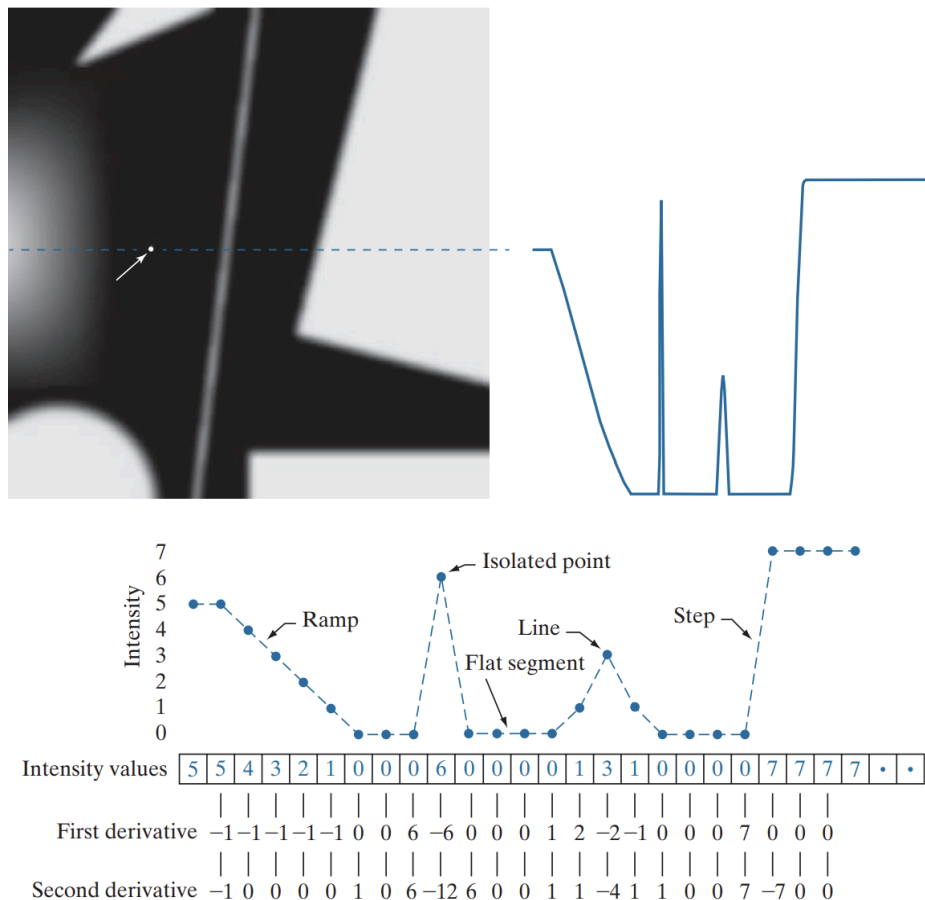 7
6
Isolated point
5
Ramp
Step
4
Line
3
Flat segment
2
1
0
Intensity
Intensity values 5 5 4 3 2 1 0 0 0 6 0 0 0 0 1 3 1 0 0 0 0 7 7 7 7 • •
First derivative −1 −1 −1 −1 −1 0 0 6 −6 0 0 0 1 2 −2 −1 0 0 0 7 0 0 0
Second derivative −1 0 0 0 1 0 6 −12 6 0 0 1 1 −4 1 1 0 0 7 −7 0 0